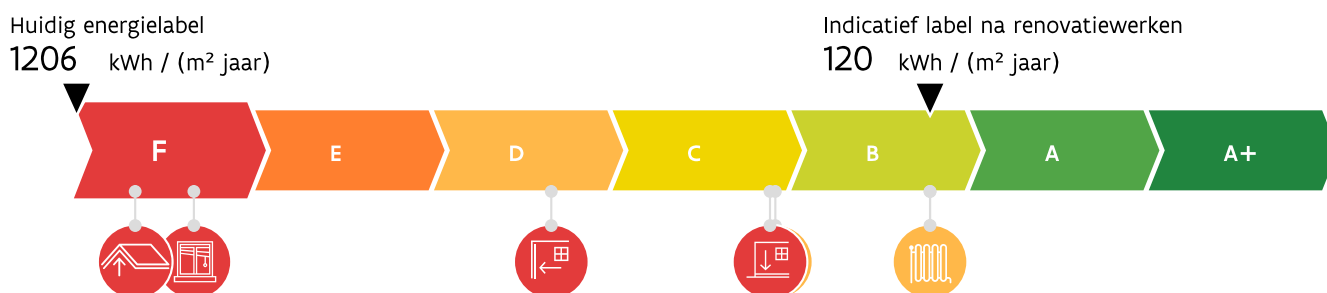 Huidig energielabel
1206 kWh / (m² jaar)
Indicatief label na renovatiewerken
120 kWh / (m² jaar)
F E D C B A A+